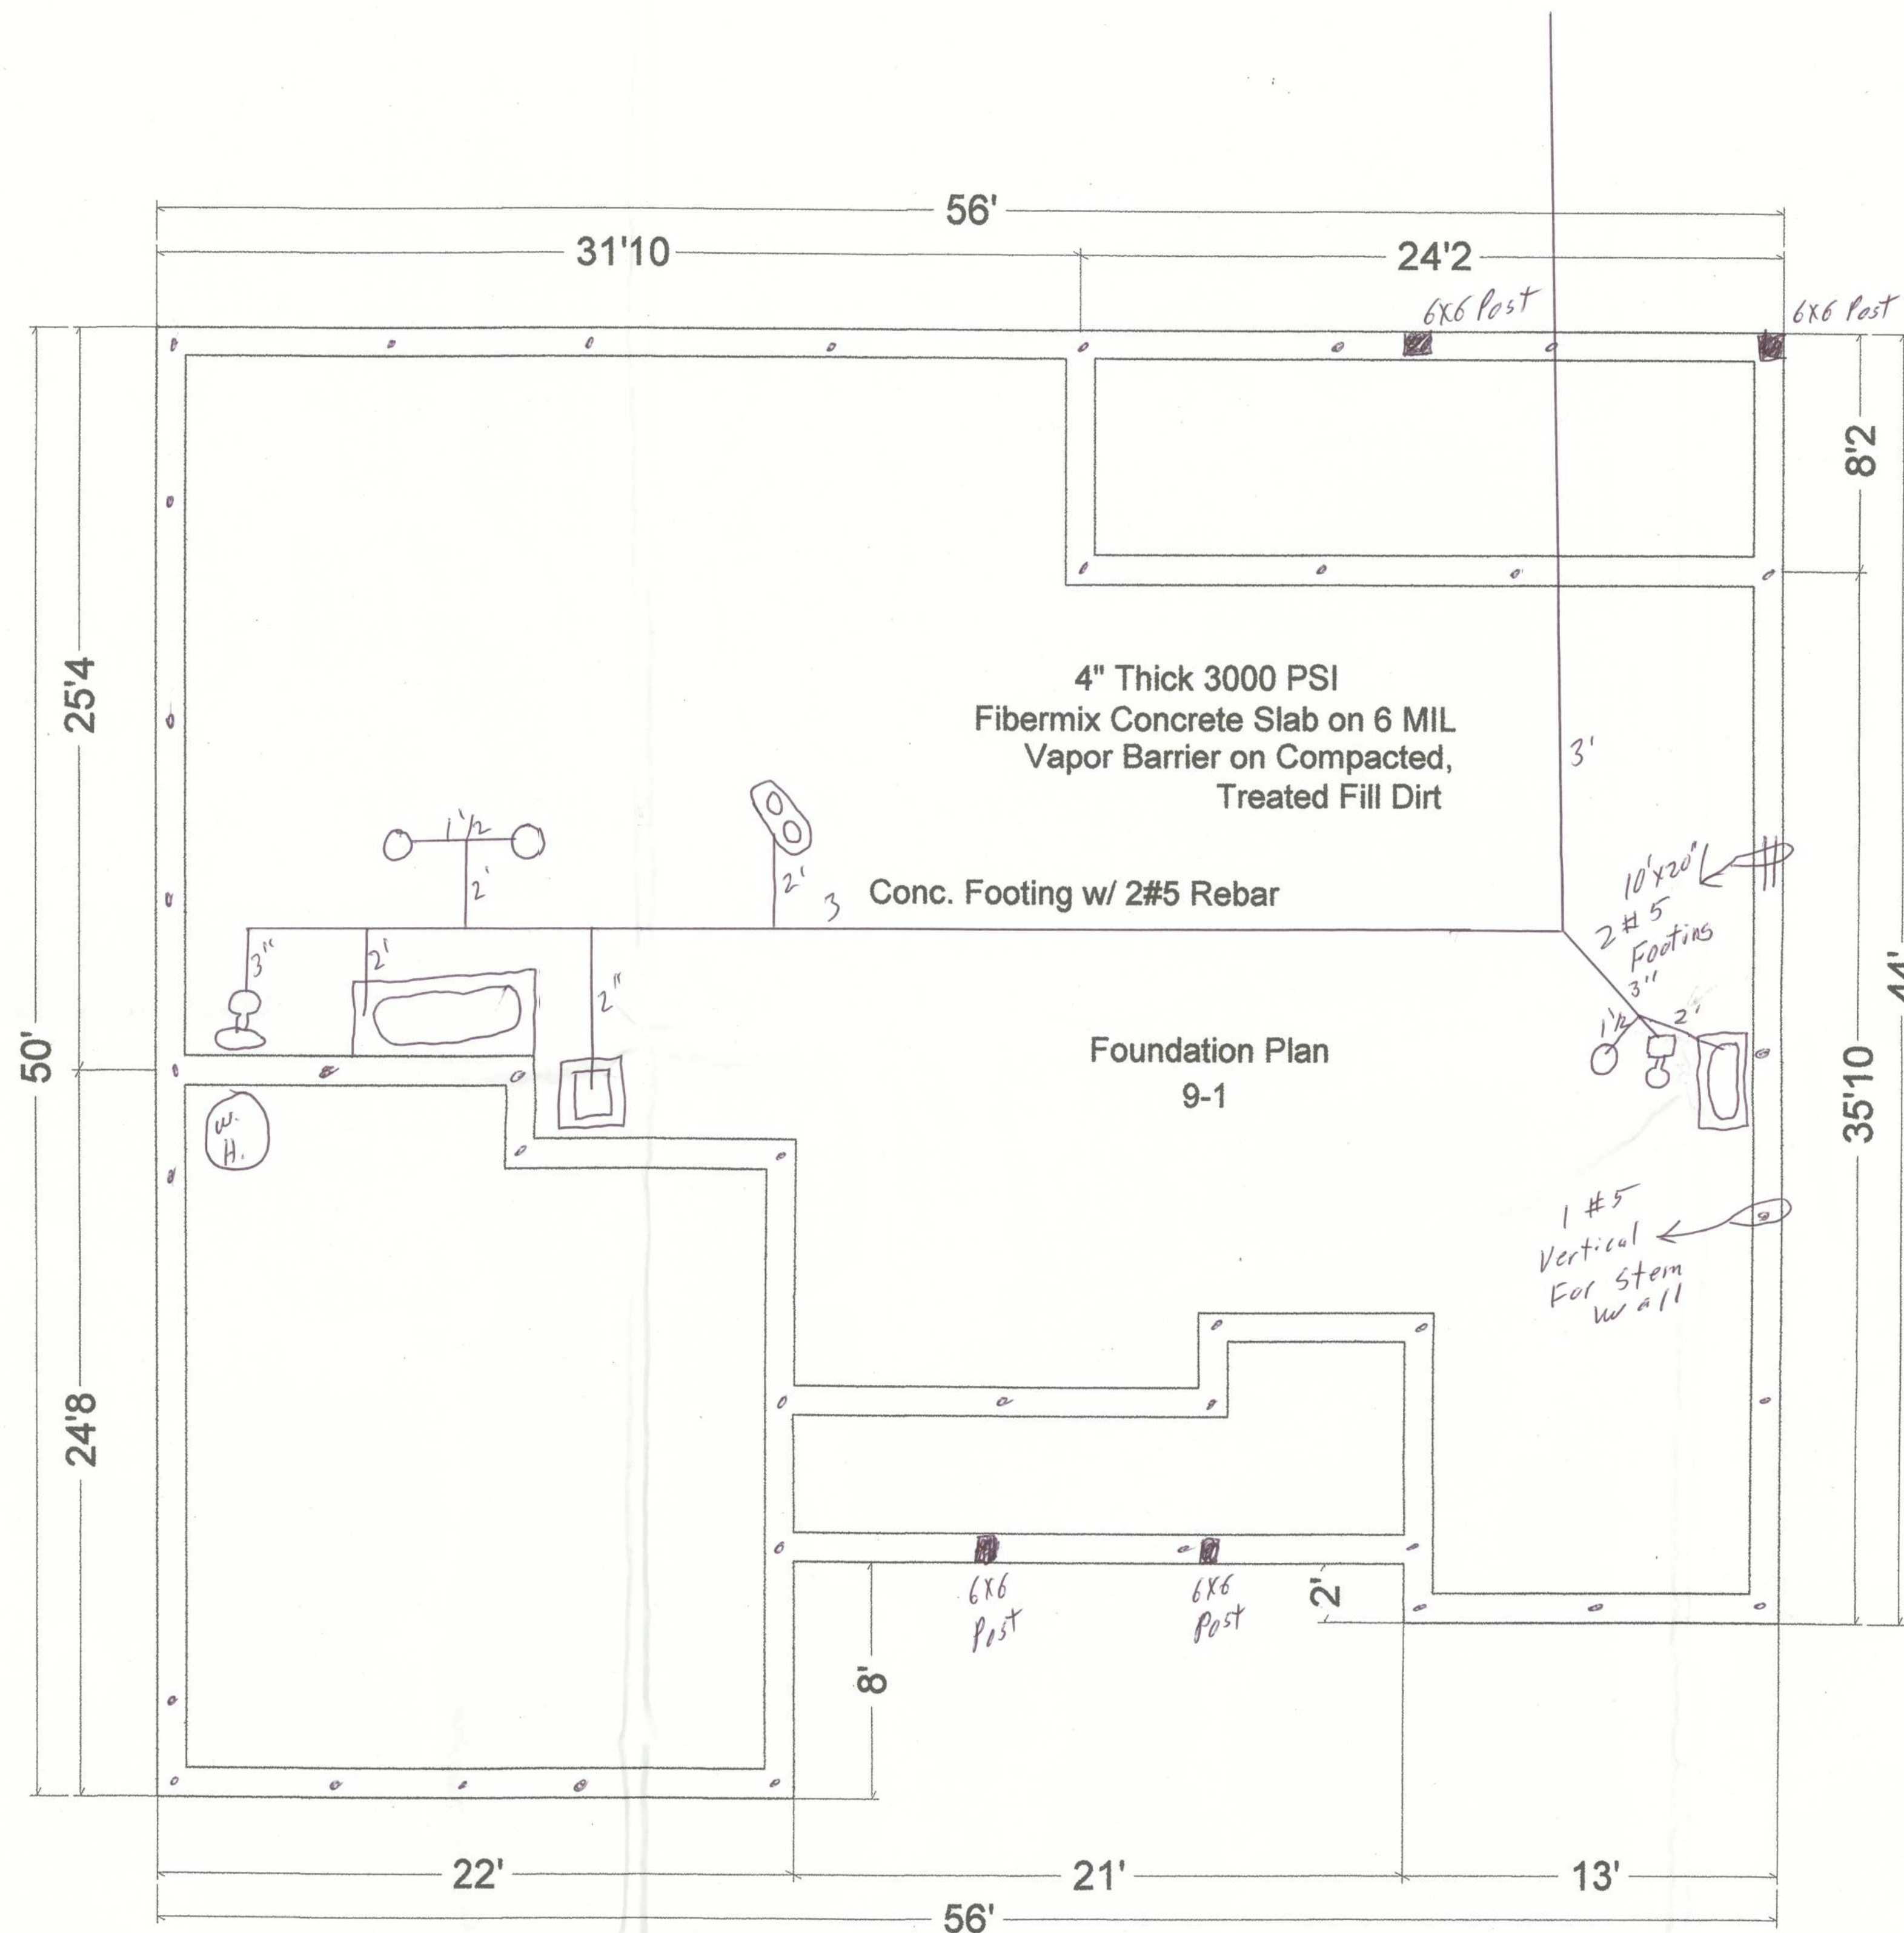 56'
31'10
24'2
6x6 Post
6x6 Post
8'2
25'4
4" Thick 3000 PSI
Fibermix Concrete Slab on 6 MIL
Vapor Barrier on Compacted,
Treated Fill Dirt
3'
1 1/2
2'
2'
3
Conc. Footing w/ 2#5 Rebar
10'x20"
2 #5
Footins
3"
2'
2"
3"
1 1/2
2'
44'
50'
Foundation Plan
9-1
35'10
W.
H.
1 #5
Vertical
For Stem
Wall
24'8
6x6
Post
6x6
Post
2'
8'
22'
21'
13'
56'